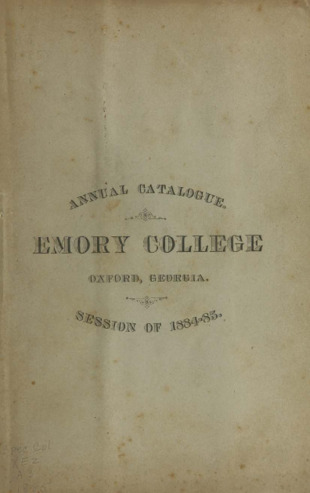 ANNUAL CATALOGUE.
EMORY COLLEGE
OXFORD, GEORGIA.
SESSION OF 1884-85.